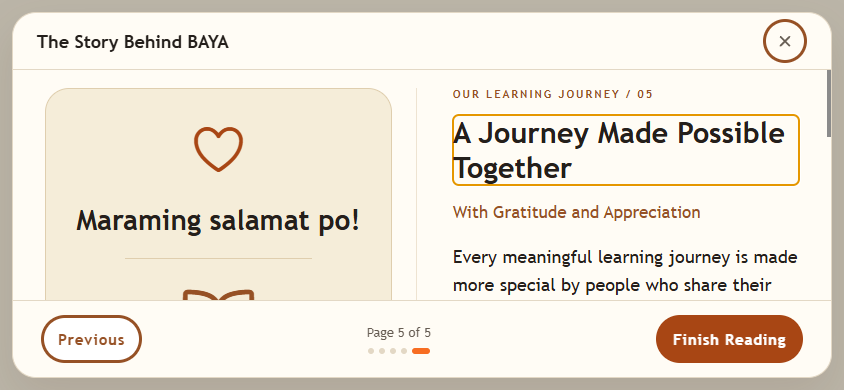 The Story Behind BAYA
Maraming salamat po!
OUR LEARNING JOURNEY / 05
A Journey Made Possible
Together
With Gratitude and Appreciation
Every meaningful learning journey is made
more special by people who share their
Previous
Page 5 of 5
Finish Reading